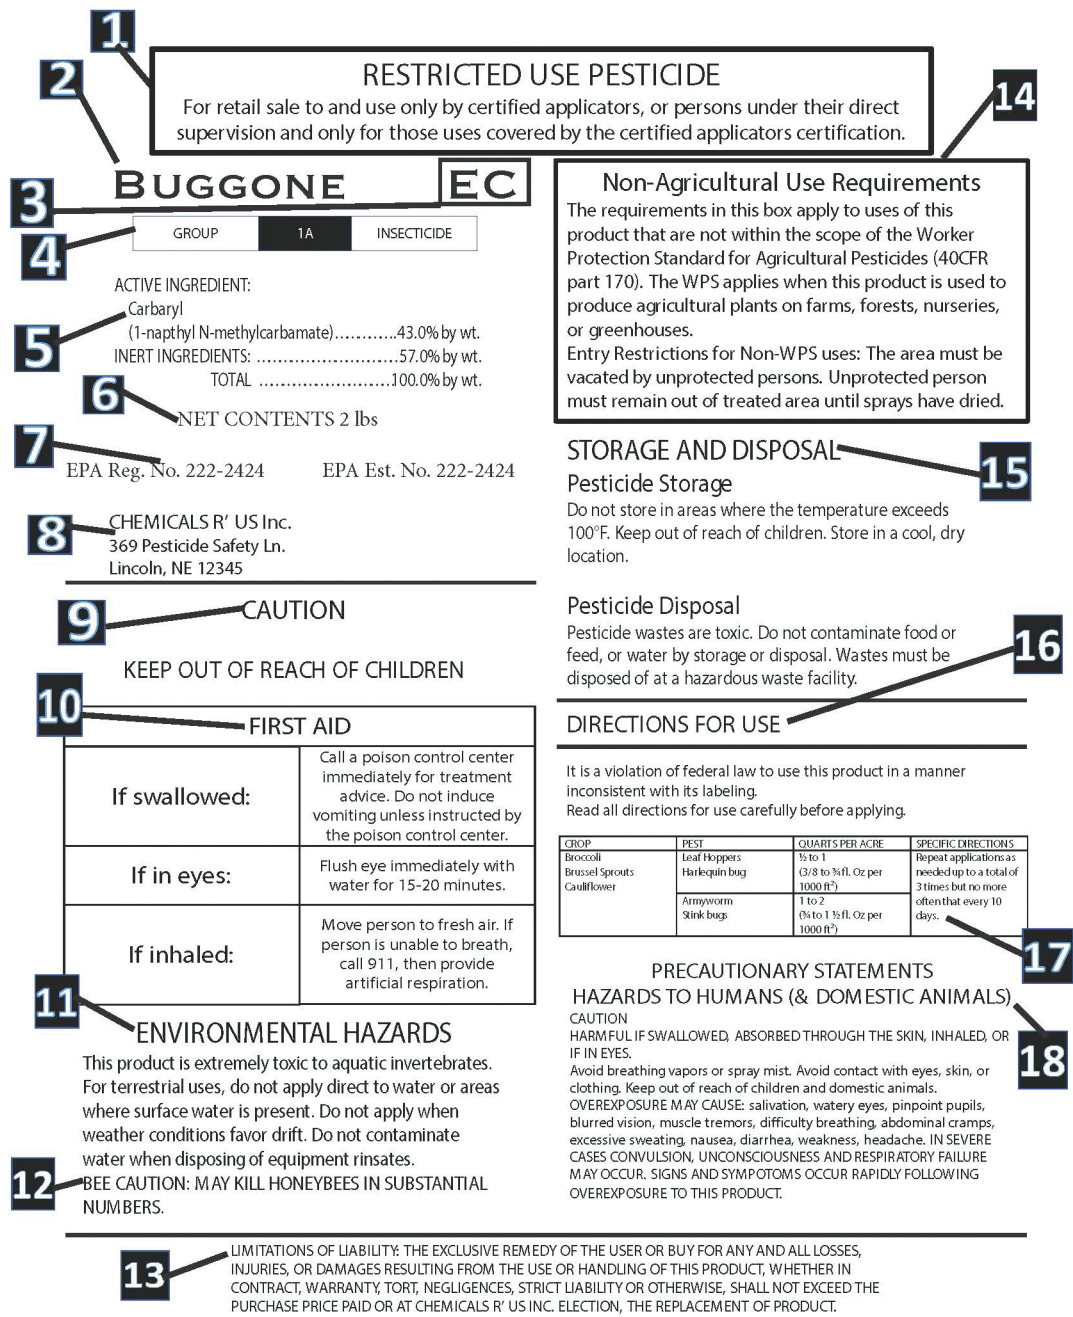 1
RESTRICTED USE PESTICIDE
For retail sale to and use only by certified applicators, or persons under their direct
supervision and only for those uses covered by the certified applicators certification.
2
BUGGONE
3
EC
4
GROUP 1A INSECTICIDE
5
ACTIVE INGREDIENT:
Carbaryl
(1-napthyl N-methylcarbamate)............43.0% by wt.
INERT INGREDIENTS: ...........................57.0% by wt.
TOTAL .........................100.0% by wt.
6
NET CONTENTS 2 lbs
7
EPA Reg. No. 222-2424 EPA Est. No. 222-2424
8
CHEMICALS R' US Inc.
369 Pesticide Safety Ln.
Lincoln, NE 12345
9
CAUTION
KEEP OUT OF REACH OF CHILDREN
10
FIRST AID
If swallowed:
Call a poison control center
immediately for treatment
advice. Do not induce
vomiting unless instructed by
the poison control center.
If in eyes:
Flush eye immediately with
water for 15-20 minutes.
If inhaled:
Move person to fresh air. If
person is unable to breath,
call 911, then provide
artificial respiration.
11
ENVIRONMENTAL HAZARDS
This product is extremely toxic to aquatic invertebrates.
For terrestrial uses, do not apply direct to water or areas
where surface water is present. Do not apply when
weather conditions favor drift. Do not contaminate
water when disposing of equipment rinsates.
12
BEE CAUTION: MAY KILL HONEYBEES IN SUBSTANTIAL
NUMBERS.
14
Non-Agricultural Use Requirements
The requirements in this box apply to uses of this
product that are not within the scope of the Worker
Protection Standard for Agricultural Pesticides (40CFR
part 170). The WPS applies when this product is used to
produce agricultural plants on farms, forests, nurseries,
or greenhouses.
Entry Restrictions for Non-WPS uses: The area must be
vacated by unprotected persons. Unprotected person
must remain out of treated area until sprays have dried.
15
STORAGE AND DISPOSAL
Pesticide Storage
Do not store in areas where the temperature exceeds
100°F. Keep out of reach of children. Store in a cool, dry
location.
Pesticide Disposal
Pesticide wastes are toxic. Do not contaminate food or
feed, or water by storage or disposal. Wastes must be
disposed of at a hazardous waste facility.
16
DIRECTIONS FOR USE
It is a violation of federal law to use this product in a manner
inconsistent with its labeling.
Read all directions for use carefully before applying.
CROP PEST QUARTS PER ACRE SPECIFIC DIRECTIONS
Broccoli
Brussel Sprouts
Cauliflower
Leaf Hoppers
Harlequin bug
½ to 1
(3/8 to ¾ fl. Oz per
1000 ft²)
Armyworm
Stink bugs
1 to 2
(¾ to 1 ½ fl. Oz per
1000 ft²)
Repeat applications as
needed up to a total of
3 times but no more
often that every 10
days.
17
PRECAUTIONARY STATEMENTS
HAZARDS TO HUMANS (& DOMESTIC ANIMALS)
18
CAUTION
HARMFUL IF SWALLOWED, ABSORBED THROUGH THE SKIN, INHALED, OR
IF IN EYES.
Avoid breathing vapors or spray mist. Avoid contact with eyes, skin, or
clothing. Keep out of reach of children and domestic animals.
OVEREXPOSURE MAY CAUSE: salivation, watery eyes, pinpoint pupils,
blurred vision, muscle tremors, difficulty breathing, abdominal cramps,
excessive sweating, nausea, diarrhea, weakness, headache. IN SEVERE
CASES CONVULSION, UNCONSCIOUSNESS AND RESPIRATORY FAILURE
MAY OCCUR. SIGNS AND SYMPOTOMS OCCUR RAPIDLY FOLLOWING
OVEREXPOSURE TO THIS PRODUCT.
13
LIMITATIONS OF LIABILITY: THE EXCLUSIVE REMEDY OF THE USER OR BUY FOR ANY AND ALL LOSSES,
INJURIES, OR DAMAGES RESULTING FROM THE USE OR HANDLING OF THIS PRODUCT, WHETHER IN
CONTRACT, WARRANTY, TORT, NEGLIGENCES, STRICT LIABILITY OR OTHERWISE, SHALL NOT EXCEED THE
PURCHASE PRICE PAID OR AT CHEMICALS R' US INC. ELECTION, THE REPLACEMENT OF PRODUCT.